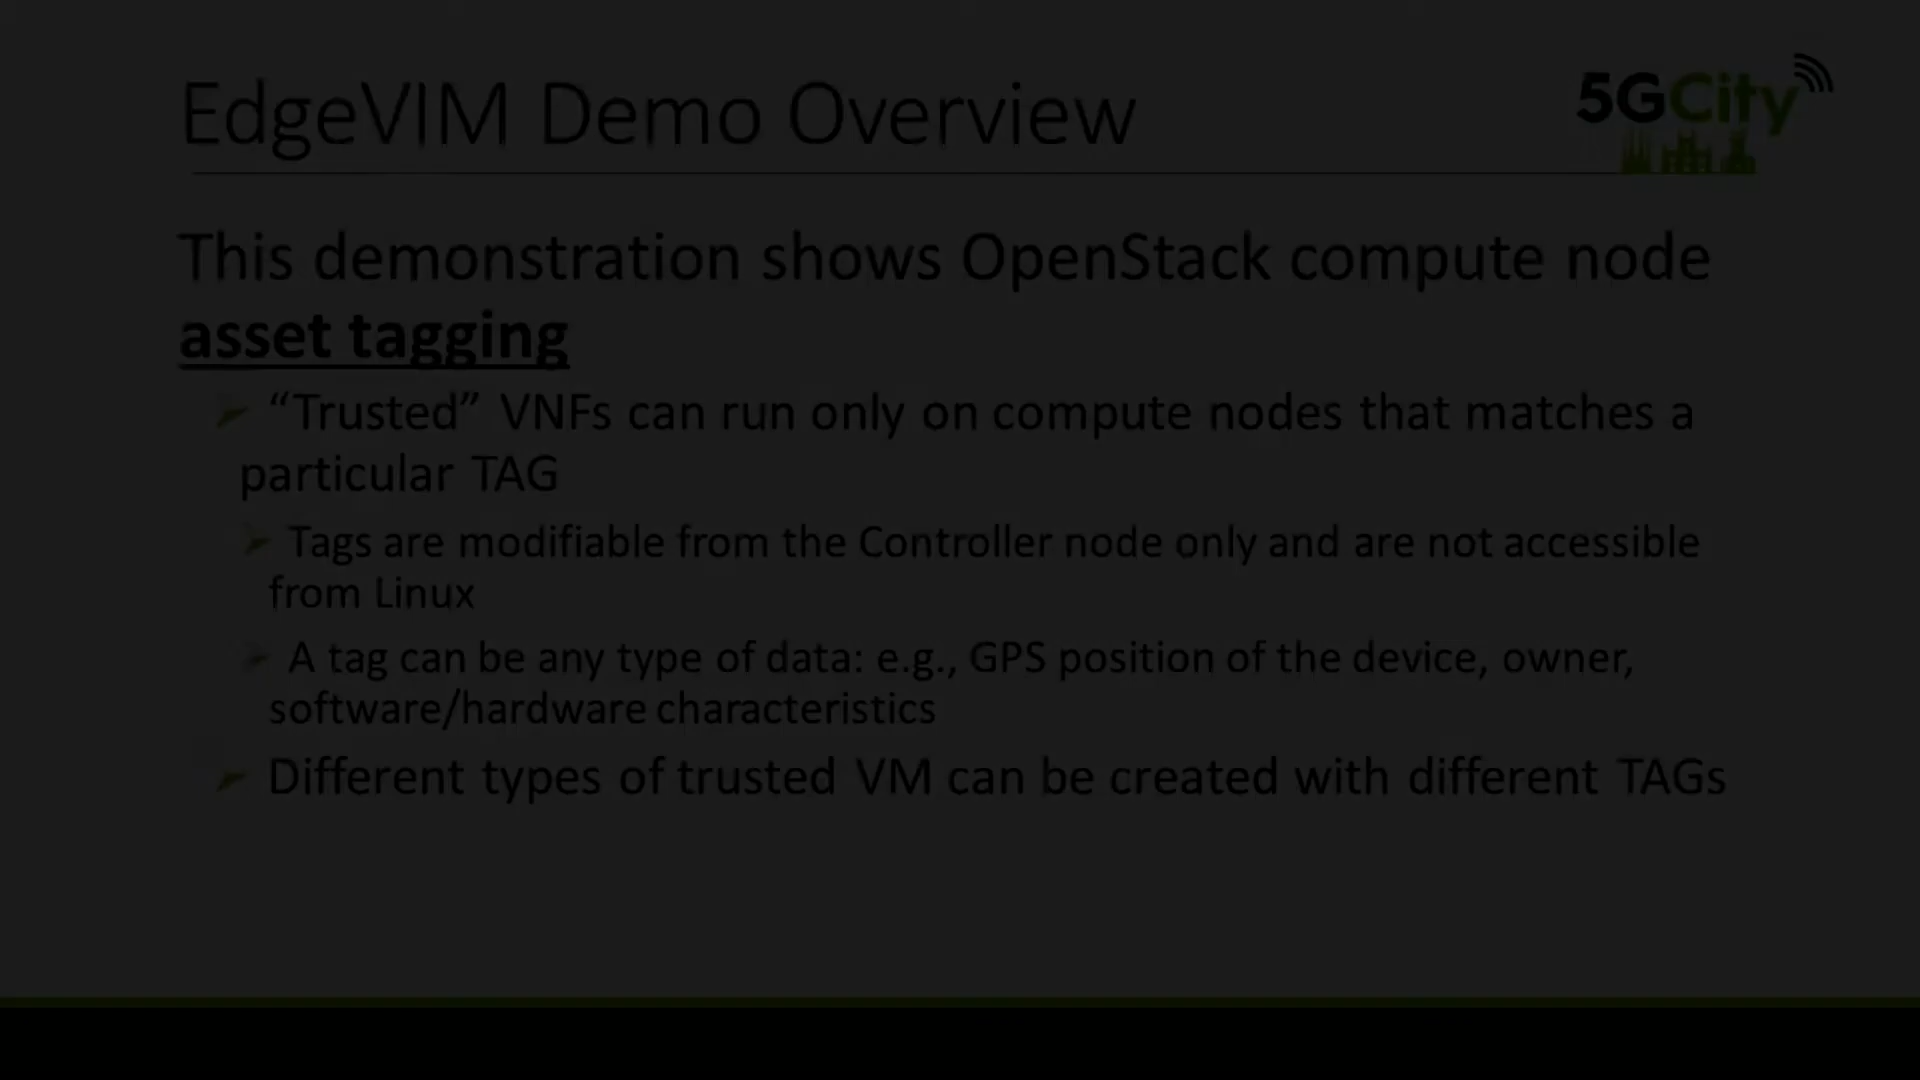 EdgeVIM Demo Overview
5GCity
This demonstration shows OpenStack compute node
asset tagging
➤ “Trusted” VNFs can run only on compute nodes that matches a
particular TAG
➤ Tags are modifiable from the Controller node only and are not accessible
from Linux
➤ A tag can be any type of data: e.g., GPS position of the device, owner,
software/hardware characteristics
➤ Different types of trusted VM can be created with different TAGs